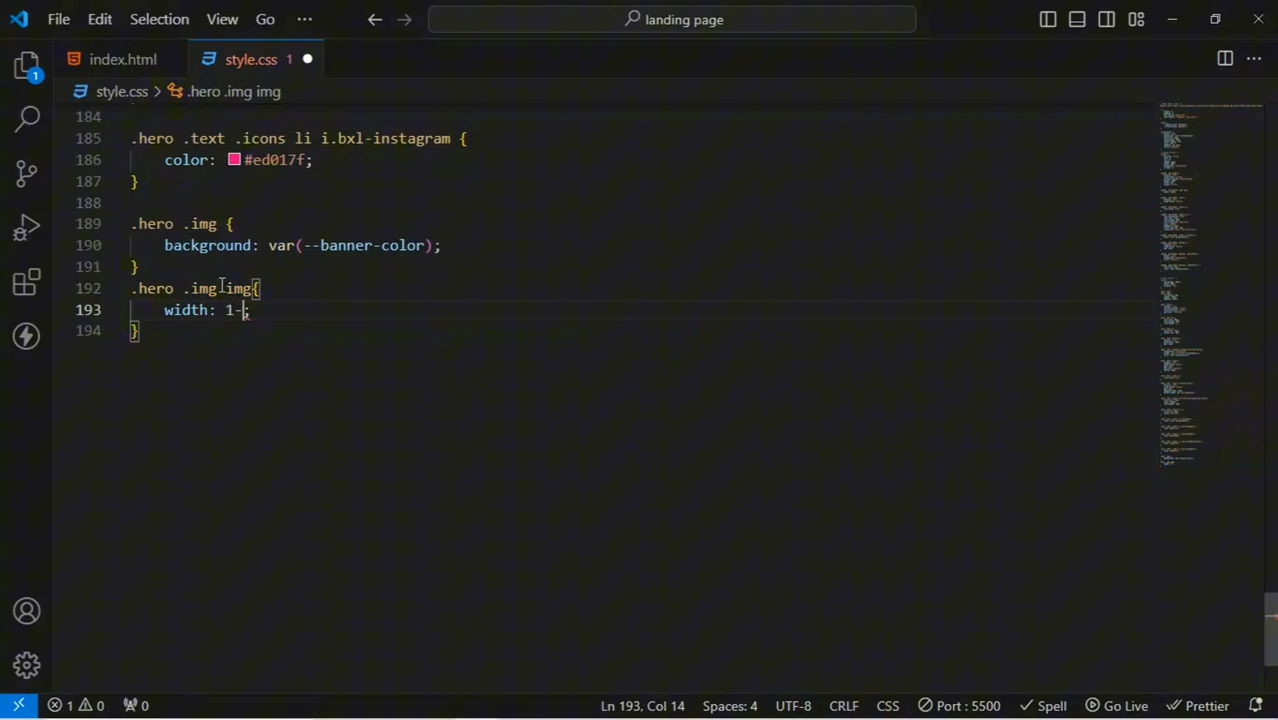 File Edit Selection View Go ··· landing page
index.html style.css 1
style.css > .hero .img img
1
184
185 .hero .text .icons li i.bxl-instagram {
186 color: #ed017f;
187 }
188
189 .hero .img {
190 background: var(--banner-color);
191 }
192 .hero .img img{
193 width: 1-;
194 }
1 0 0 Ln 193, Col 14 Spaces: 4 UTF-8 CRLF CSS Port : 5500 Spell Go Live Prettier